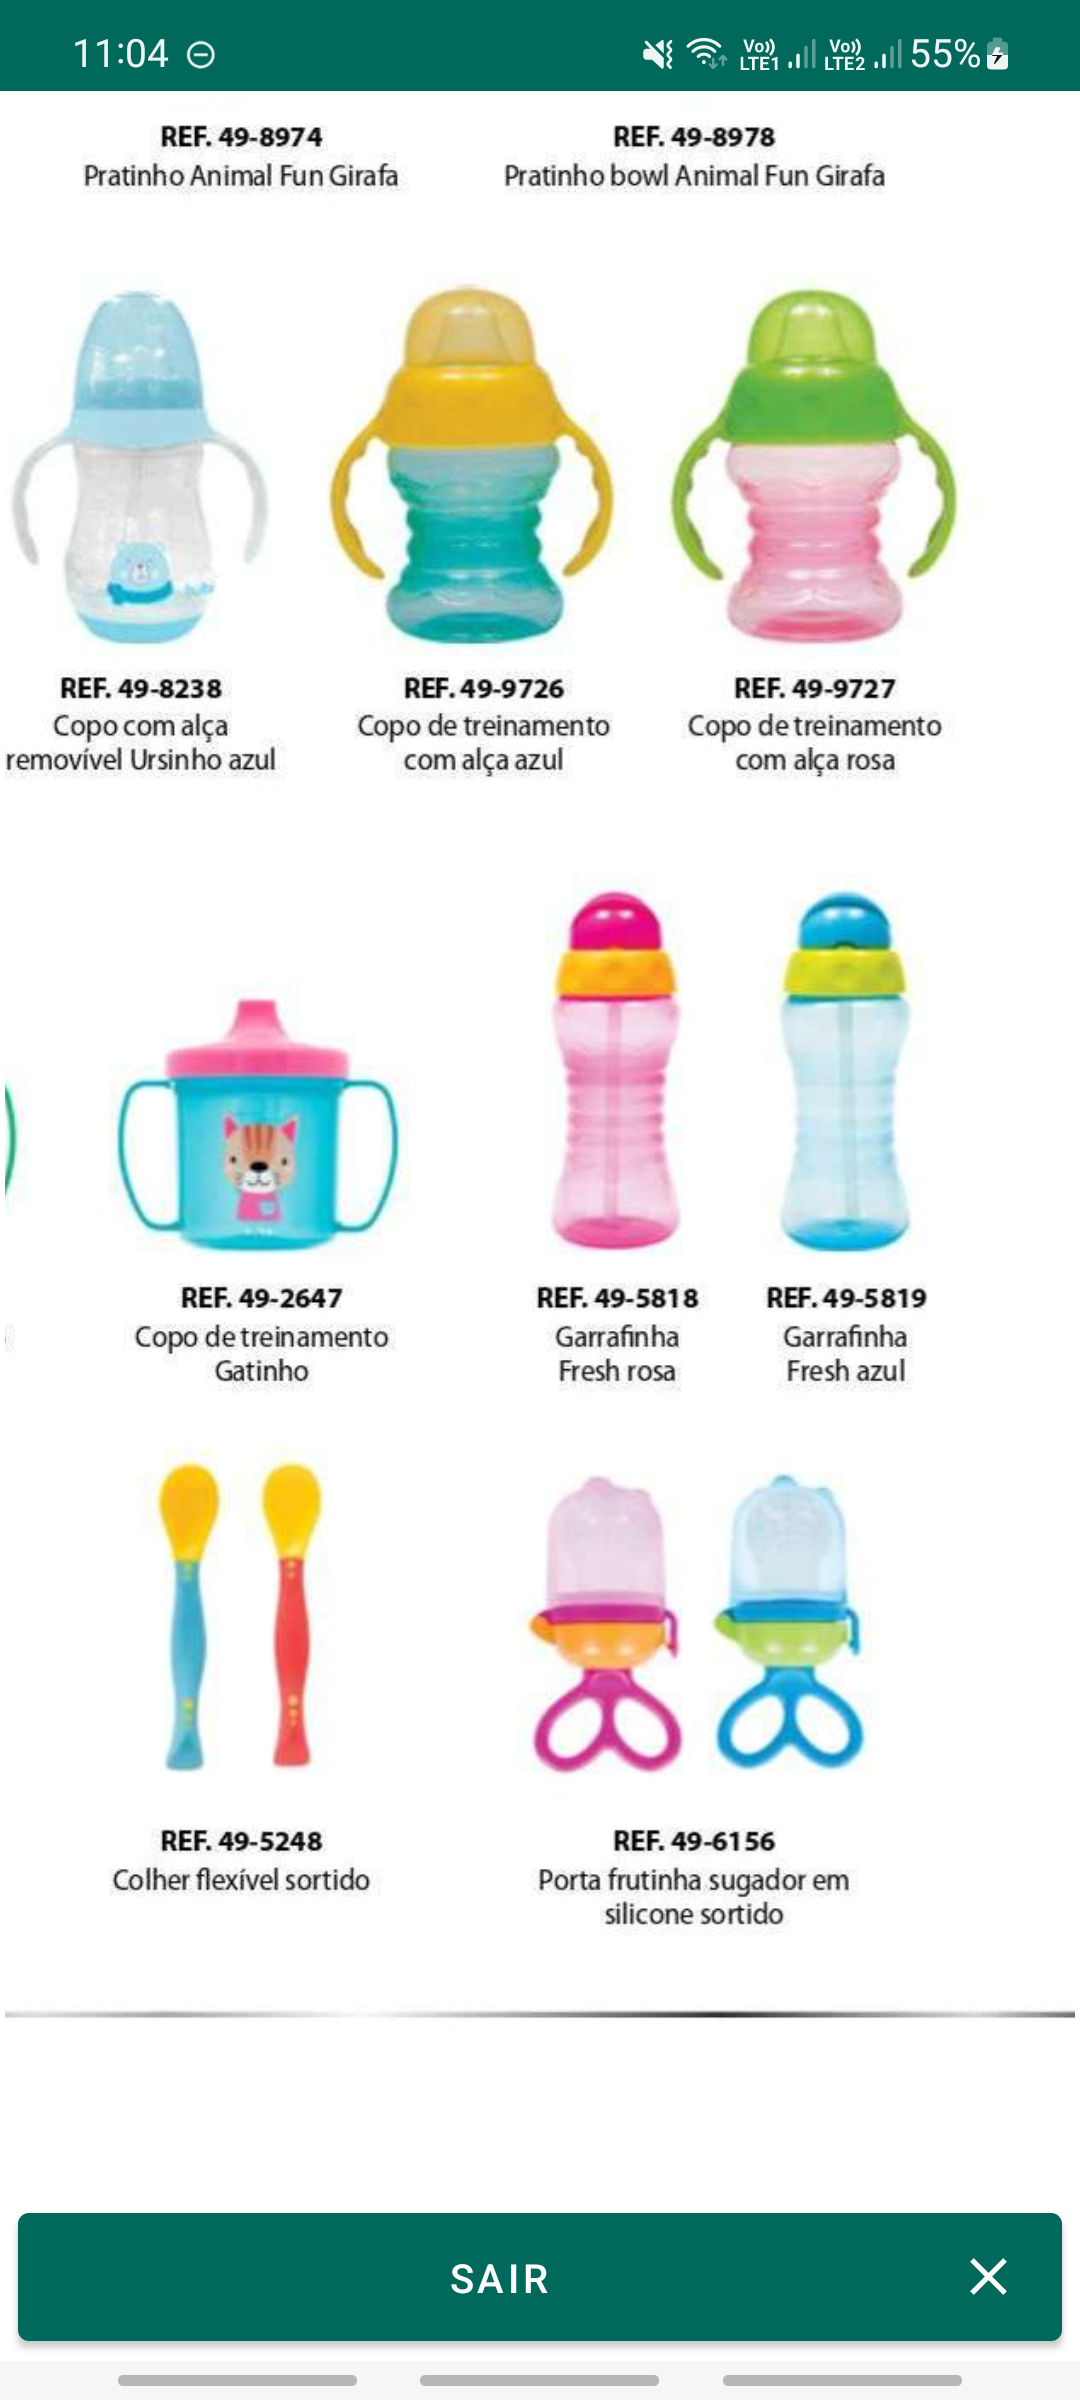 11:04
Vo)) LTE1 Vo)) LTE2 55%
REF. 49-8974
Pratinho Animal Fun Girafa
REF. 49-8978
Pratinho bowl Animal Fun Girafa
REF. 49-8238
Copo com alça
removível Ursinho azul
REF. 49-9726
Copo de treinamento
com alça azul
REF. 49-9727
Copo de treinamento
com alça rosa
REF. 49-2647
Copo de treinamento
Gatinho
REF. 49-5818
Garrafinha
Fresh rosa
REF. 49-5819
Garrafinha
Fresh azul
REF. 49-5248
Colher flexível sortido
REF. 49-6156
Porta frutinha sugador em
silicone sortido
SAIR